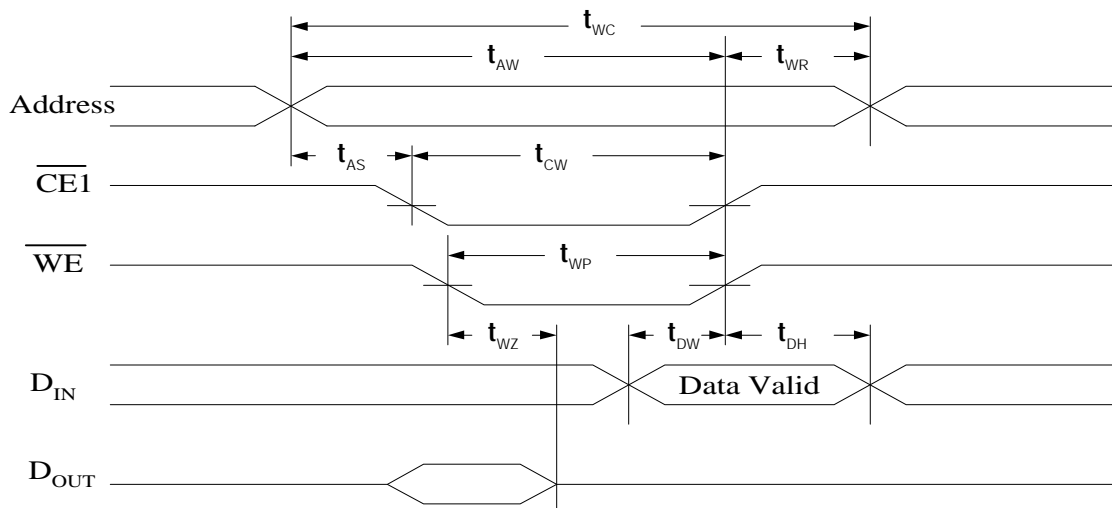 tWC
tAW tWR
Address
tAS tCW
CE1
tWP
WE
tWZ tDW tDH
DIN Data Valid
DOUT